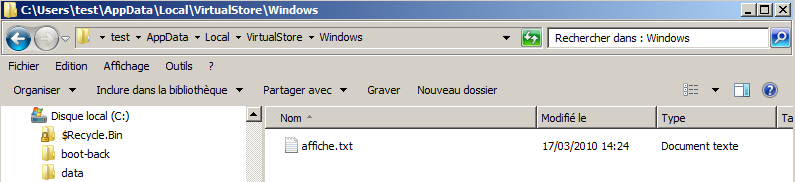 C:\Users\test\AppData\Local\VirtualStore\Windows
test AppData Local VirtualStore Windows
Rechercher dans : Windows
Fichier Edition Affichage Outils ?
Organiser Indure dans la bibliothèque Partager avec Graver Nouveau dossier
Disque local (C:)
$Recycle.Bin
boot-back
data
Nom Modifié le Type Ta
affiche.txt 17/03/2010 14:24 Document texte